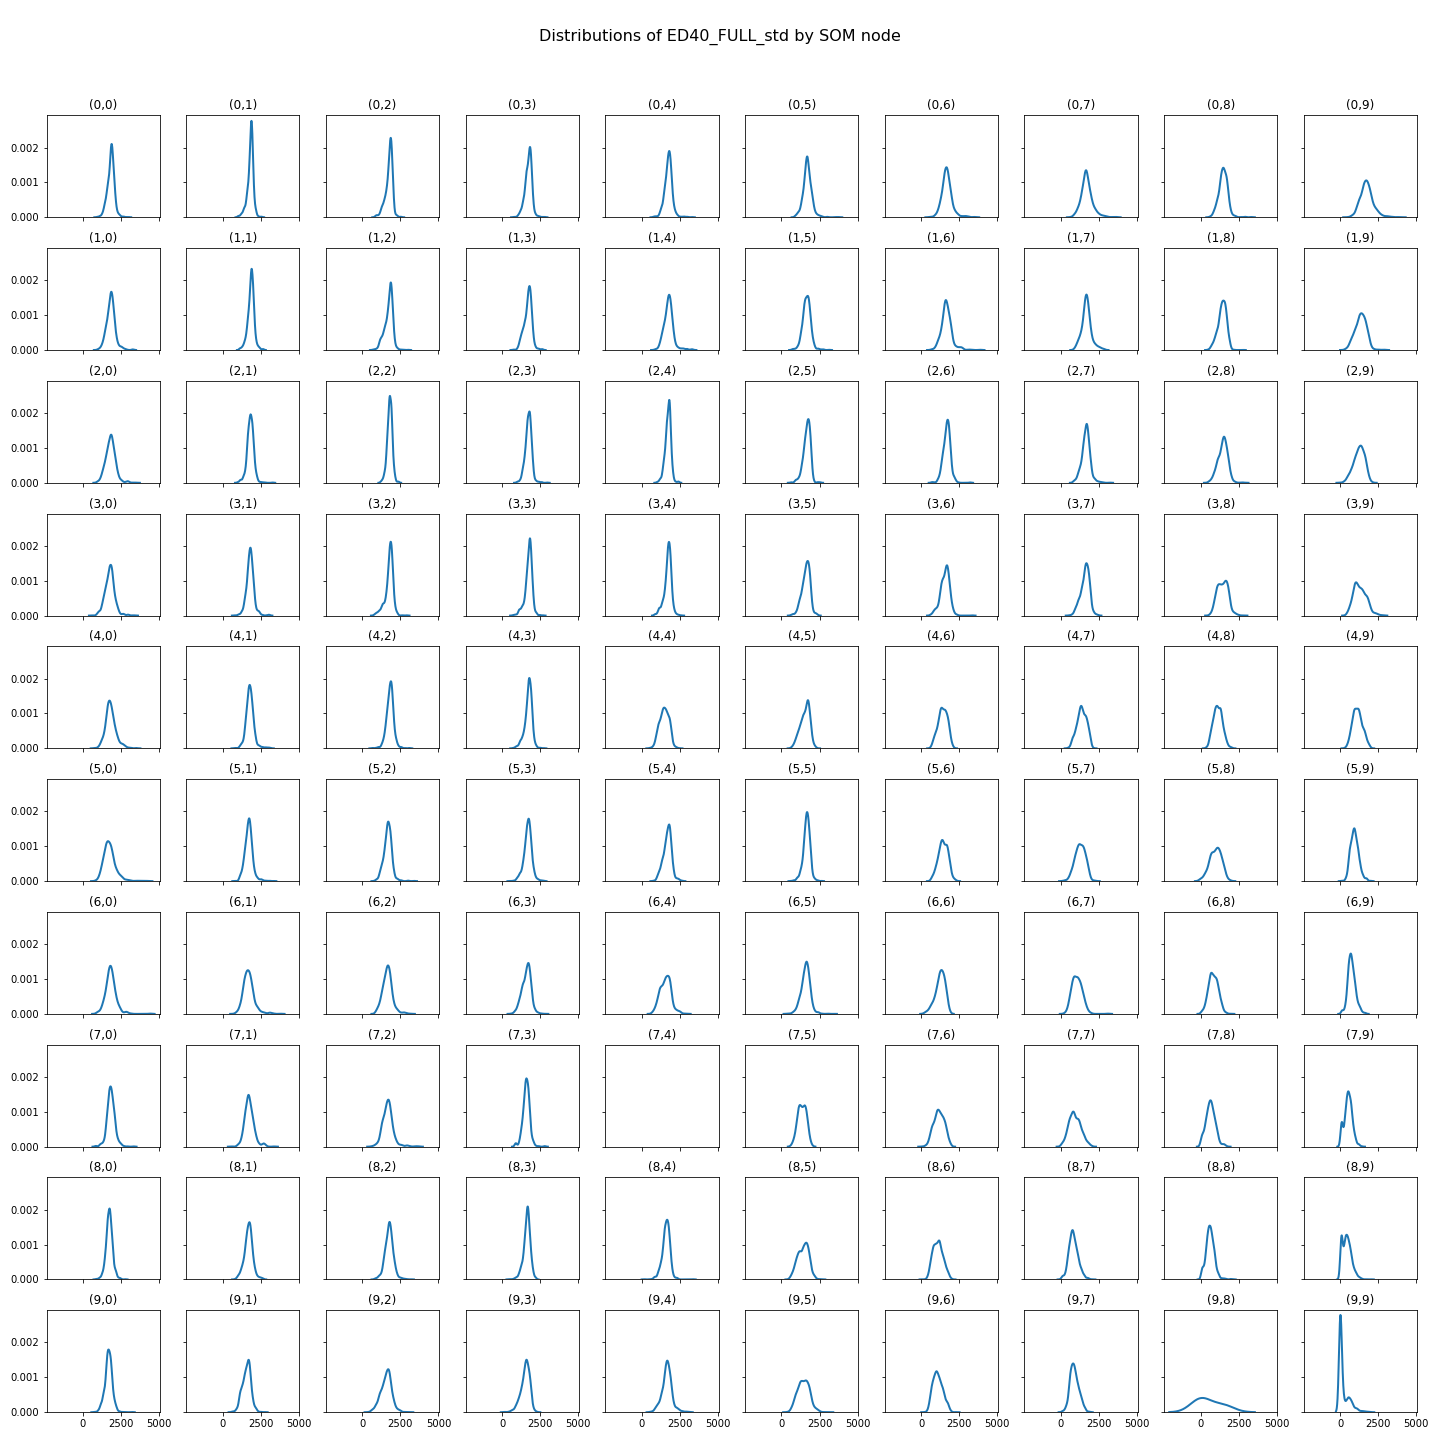 Distributions of ED40_FULL_std by SOM node
(0,0) (0,1) (0,2) (0,3) (0,4) (0,5) (0,6) (0,7) (0,8) (0,9)
0.002
0.001
0.000
(1,0) (1,1) (1,2) (1,3) (1,4) (1,5) (1,6) (1,7) (1,8) (1,9)
0.002
0.001
0.000
(2,0) (2,1) (2,2) (2,3) (2,4) (2,5) (2,6) (2,7) (2,8) (2,9)
0.002
0.001
0.000
(3,0) (3,1) (3,2) (3,3) (3,4) (3,5) (3,6) (3,7) (3,8) (3,9)
0.002
0.001
0.000
(4,0) (4,1) (4,2) (4,3) (4,4) (4,5) (4,6) (4,7) (4,8) (4,9)
0.002
0.001
0.000
(5,0) (5,1) (5,2) (5,3) (5,4) (5,5) (5,6) (5,7) (5,8) (5,9)
0.002
0.001
0.000
(6,0) (6,1) (6,2) (6,3) (6,4) (6,5) (6,6) (6,7) (6,8) (6,9)
0.002
0.001
0.000
(7,0) (7,1) (7,2) (7,3) (7,4) (7,5) (7,6) (7,7) (7,8) (7,9)
0.002
0.001
0.000
(8,0) (8,1) (8,2) (8,3) (8,4) (8,5) (8,6) (8,7) (8,8) (8,9)
0.002
0.001
0.000
(9,0) (9,1) (9,2) (9,3) (9,4) (9,5) (9,6) (9,7) (9,8) (9,9)
0.002
0.001
0.000
0 2500 5000 0 2500 5000 0 2500 5000 0 2500 5000 0 2500 5000 0 2500 5000 0 2500 5000 0 2500 5000 0 2500 5000 0 2500 5000